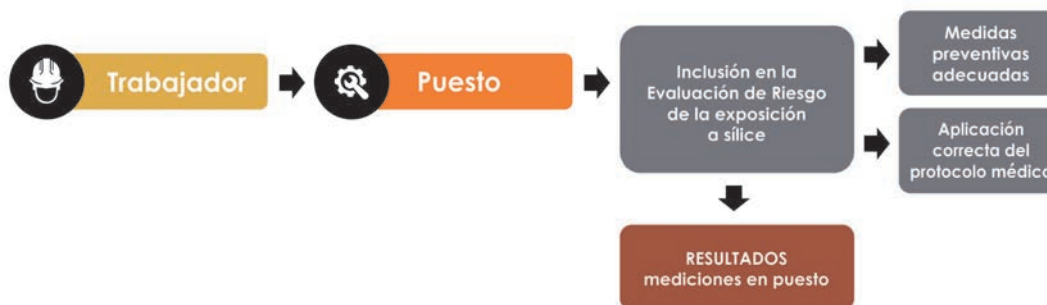 Trabajador
Puesto
Inclusión en la
Evaluación de Riesgo
de la exposición
a sílice
Medidas
preventivas
adecuadas
Aplicación
correcta del
protocolo médico
RESULTADOS
mediciones en puesto